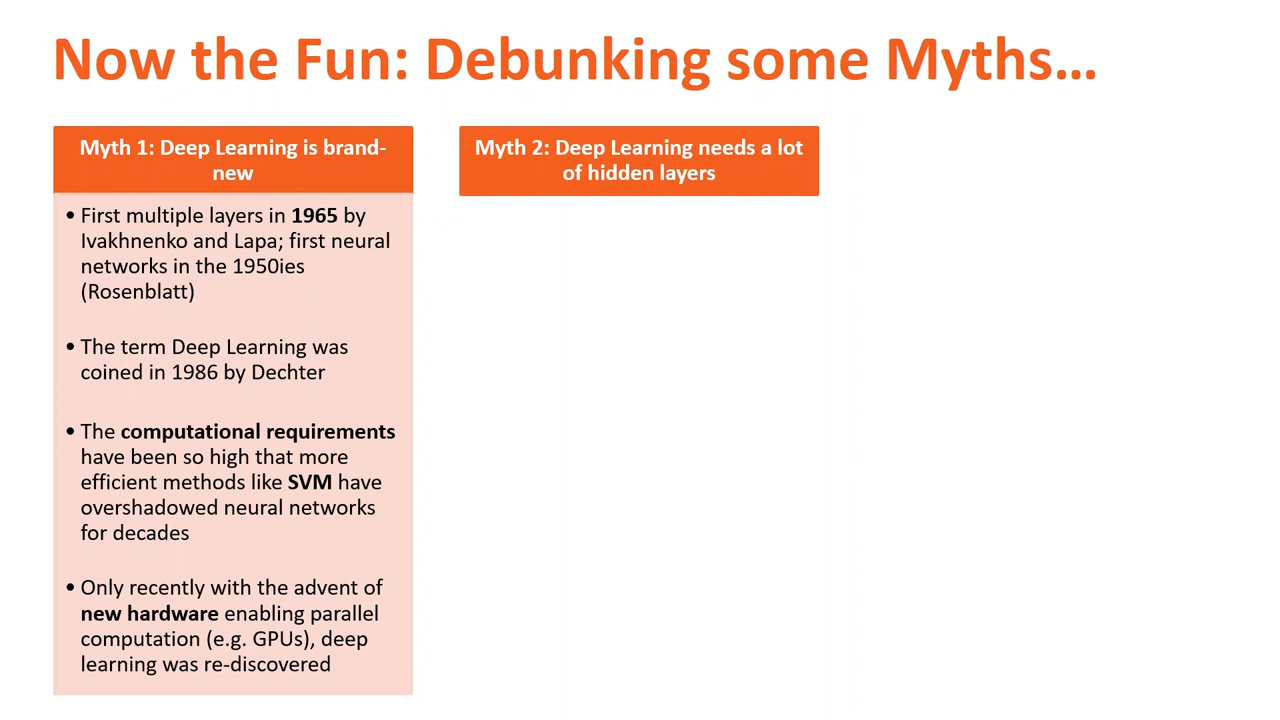 Now the Fun: Debunking some Myths…
Myth 1: Deep Learning is brand-
new
• First multiple layers in 1965 by
Ivakhnenko and Lapa; first neural
networks in the 1950ies
(Rosenblatt)
• The term Deep Learning was
coined in 1986 by Dechter
• The computational requirements
have been so high that more
efficient methods like SVM have
overshadowed neural networks
for decades
• Only recently with the advent of
new hardware enabling parallel
computation (e.g. GPUs), deep
learning was re-discovered
Myth 2: Deep Learning needs a lot
of hidden layers